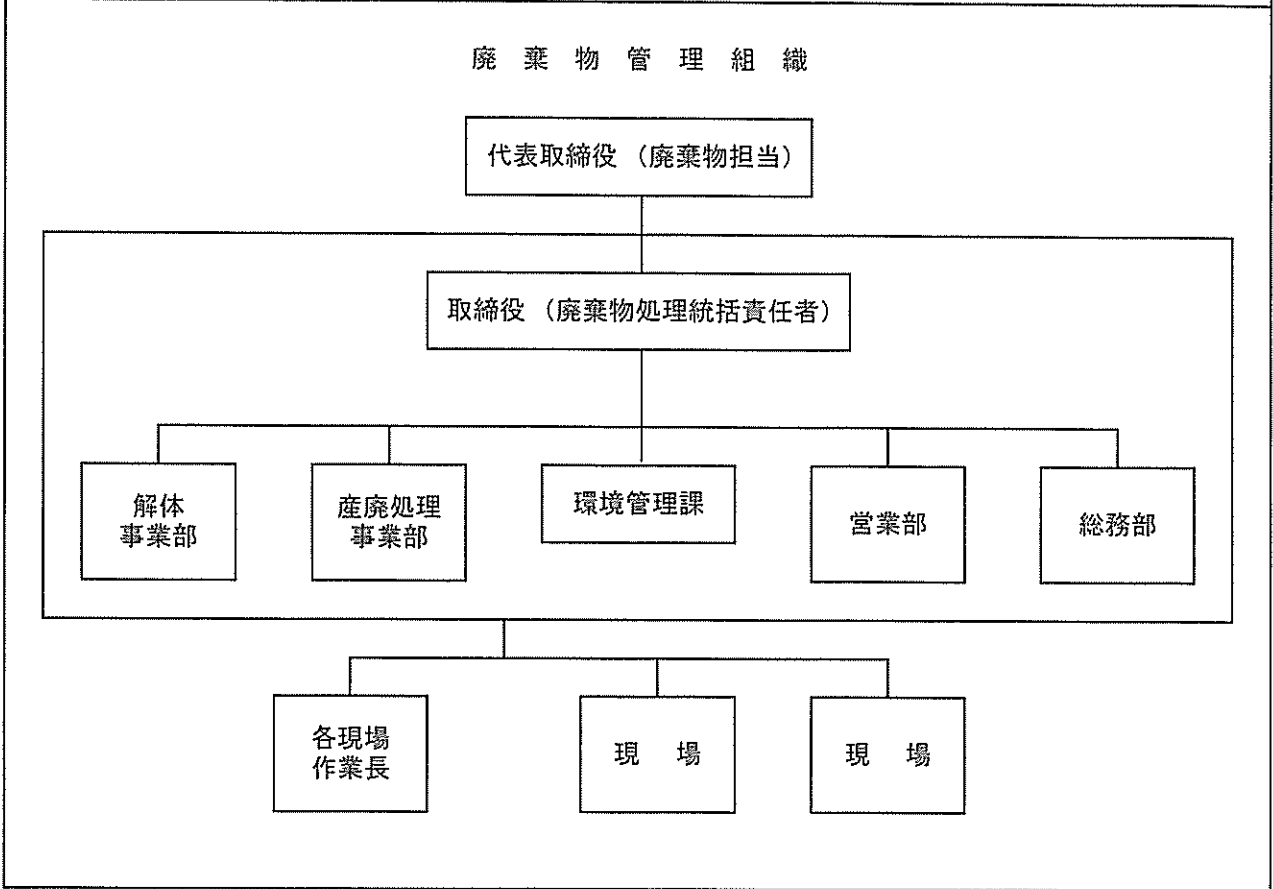 廃棄物管理組織
代表取締役（廃棄物担当）
取締役（廃棄物処理統括責任者）
解体
事業部
産廃処理
事業部
環境管理課
営業部
総務部
各現場
作業長
現　場
現　場